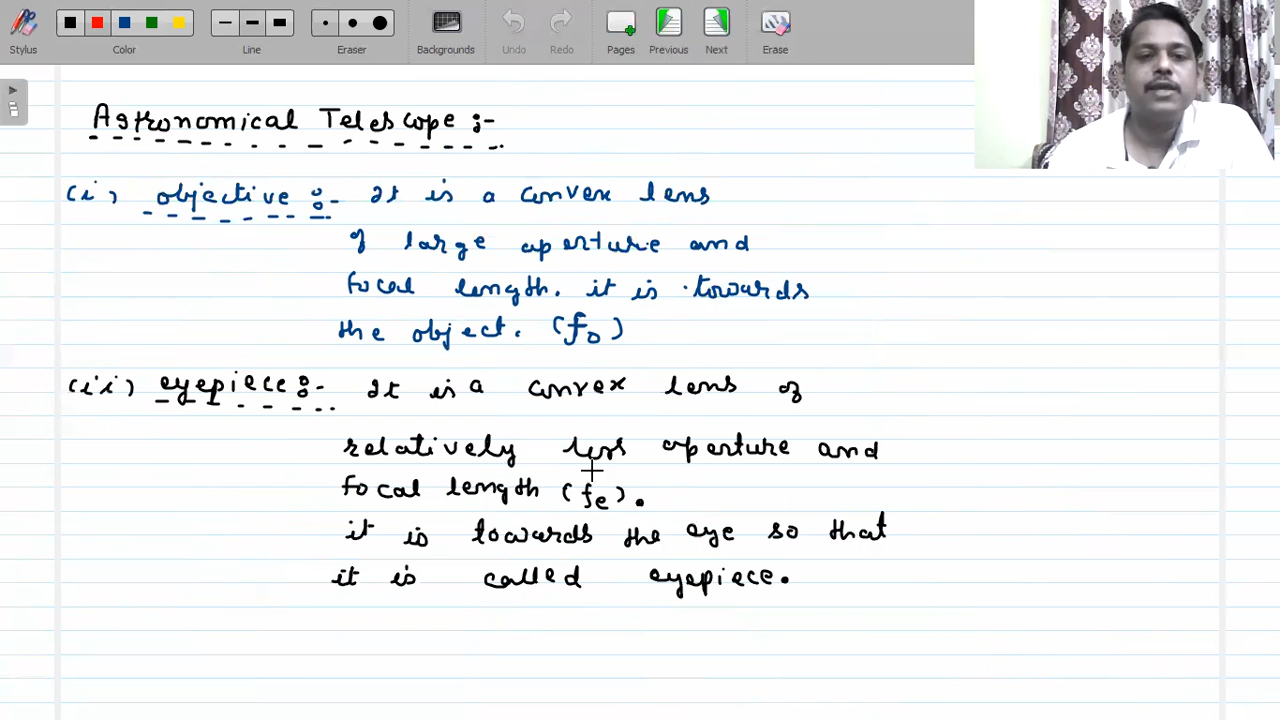 Stylus
Color
Line
Eraser
Backgrounds
Undo
Redo
Pages
Previous
Next
Erase
Astronomical Telescope :-
(i) objective :- It is a convex lens
of large aperture and
focal length. it is towards
the object. (fo)
(ii) eyepiece :- It is a convex lens of
relatively less aperture and
focal length (fe).
it is towards the eye so that
it is called eyepiece.